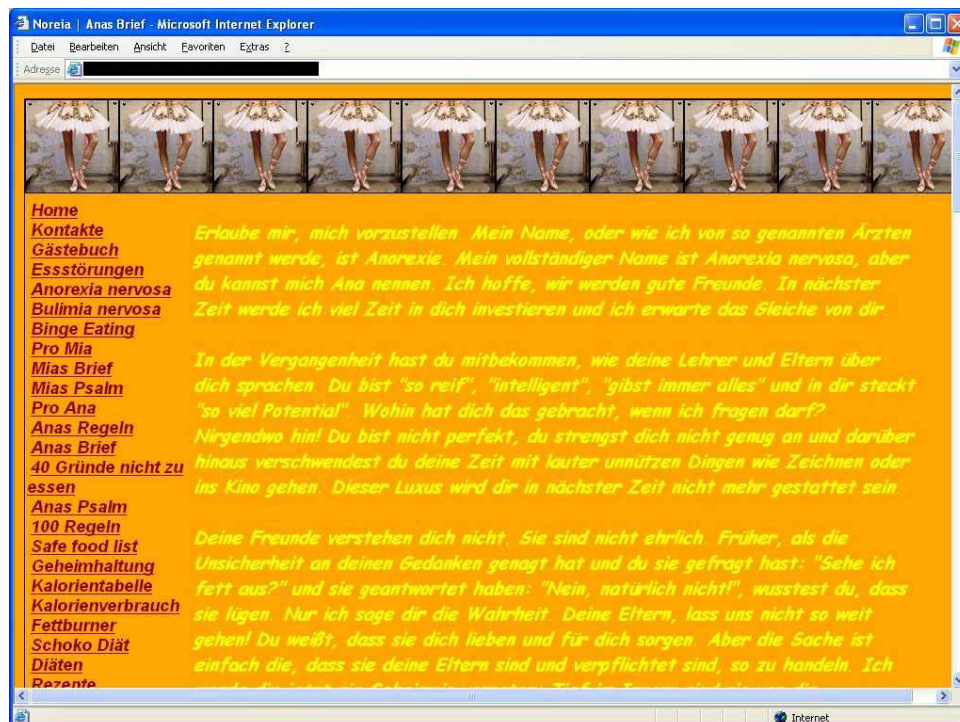 Noreia | Anas Brief - Microsoft Internet Explorer
Datei Bearbeiten Ansicht Favoriten Extras ?
Adresse
Home
Kontakte
Gästebuch
Essstörungen
Anorexia nervosa
Bulimia nervosa
Binge Eating
Pro Mia
Mias Brief
Mias Psalm
Pro Ana
Anas Regeln
Anas Brief
40 Gründe nicht zu
essen
Anas Psalm
100 Regeln
Safe food list
Geheimhaltung
Kalorientabelle
Kalorienverbrauch
Fettburner
Schoko Diät
Diäten
Rezepte
Erlaube mir, mich vorzustellen. Mein Name, oder wie ich von so genannten Ärzten
genannt werde, ist Anorexie. Mein vollständiger Name ist Anorexia nervosa, aber
du kannst mich Ana nennen. Ich hoffe, wir werden gute Freunde. In nächster
Zeit werde ich viel Zeit in dich investieren und ich erwarte das Gleiche von dir.
In der Vergangenheit hast du mitbekommen, wie deine Lehrer und Eltern über
dich sprachen. Du bist "so reif", "intelligent", "gibst immer alles" und in dir steckt
"so viel Potential". Wohin hat dich das gebracht, wenn ich fragen darf?
Nirgendwo hin! Du bist nicht perfekt, du strengst dich nicht genug an und darüber
hinaus verschwendest du deine Zeit mit lauter unnützen Dingen wie Zeichnen oder
ins Kino gehen. Dieser Luxus wird dir in nächster Zeit nicht mehr gestattet sein.
Deine Freunde verstehen dich nicht. Sie sind nicht ehrlich. Früher, als die
Unsicherheit an deinen Gedanken genagt hat und du sie gefragt hast: "Sehe ich
fett aus?" und sie geantwortet haben: "Nein, natürlich nicht!", wusstest du, dass
sie lügen. Nur ich sage dir die Wahrheit. Deine Eltern, lass uns nicht so weit
gehen! Du weißt, dass sie dich lieben und für dich sorgen. Aber die Sache ist
einfach die, dass sie deine Eltern sind und verpflichtet sind, so zu handeln. Ich
Internet